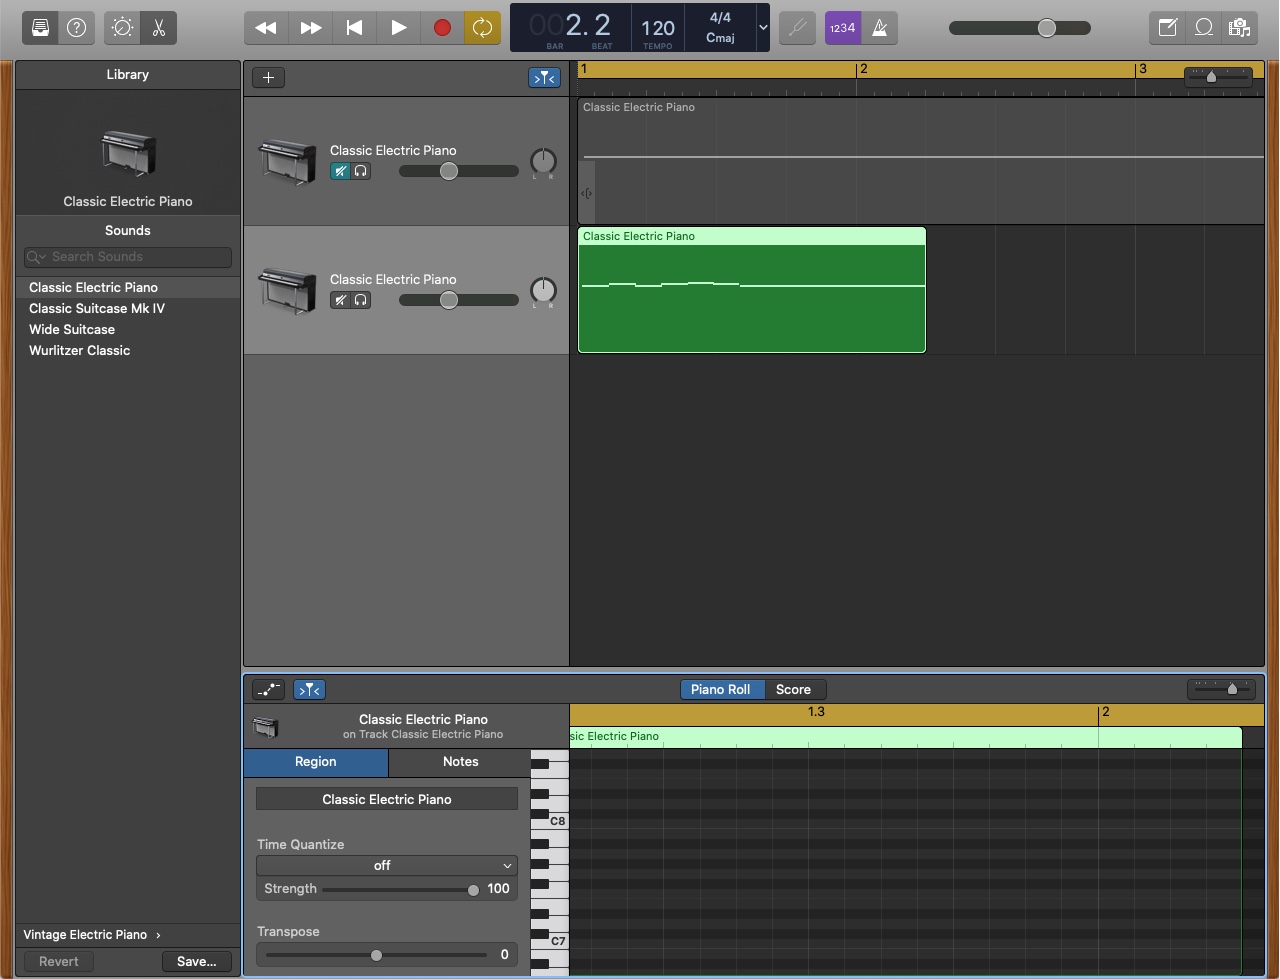 002.2
BAR
BEAT
120
TEMPO
4/4
Cmaj
1234
Library
Classic Electric Piano
Sounds
Search Sounds
Classic Electric Piano
Classic Suitcase Mk IV
Wide Suitcase
Wurlitzer Classic
Vintage Electric Piano ›
Revert
Save...
1
2
3
Classic Electric Piano
L R
Classic Electric Piano
Classic Electric Piano
L R
Classic Electric Piano
Piano Roll
Score
Classic Electric Piano
on Track Classic Electric Piano
1.3
2
sic Electric Piano
Region
Notes
Classic Electric Piano
Time Quantize
off
Strength
100
Transpose
0
C8
C7